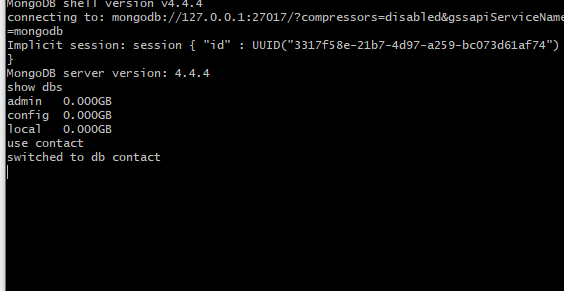 MongoDB shell version v4.4.4
connecting to: mongodb://127.0.0.1:27017/?compressors=disabled&gssapiServiceName
=mongodb
Implicit session: session { "id" : UUID("3317f58e-21b7-4d97-a259-bc073d61af74")
}
MongoDB server version: 4.4.4
show dbs
admin   0.000GB
config  0.000GB
local   0.000GB
use contact
switched to db contact